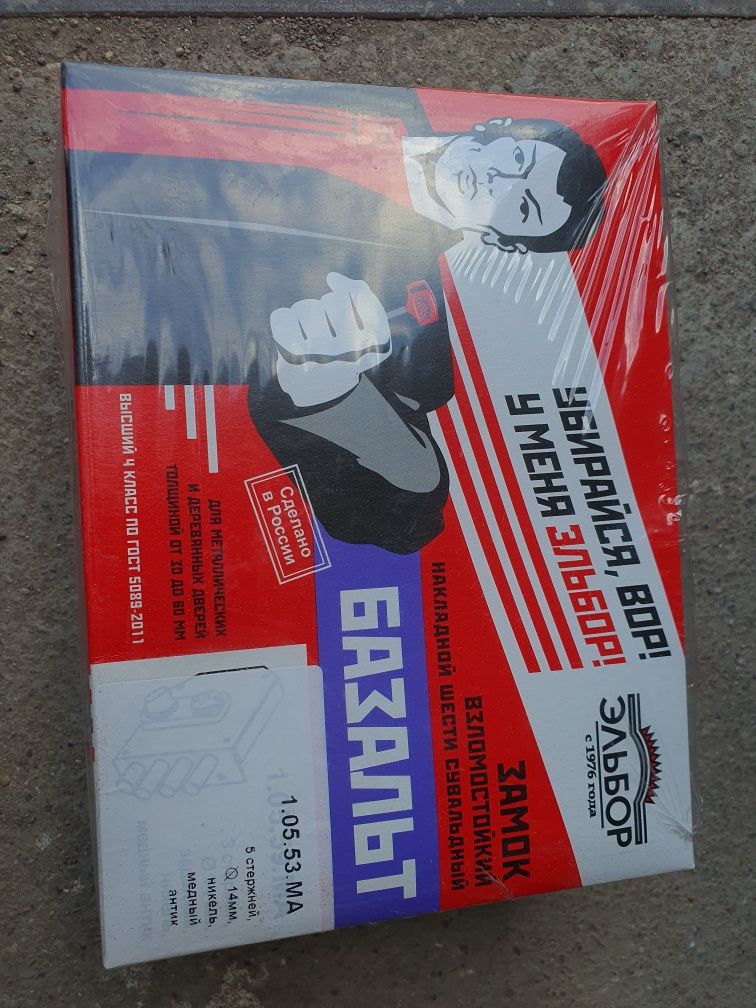 УБИРАЙСЯ, ВОР!
У МЕНЯ ЭЛЬБОР!
ЭЛЬБОР
с 1976 года
ЗАМОК
ВЗЛОМОСТОЙКИЙ
НАКЛАДНОЙ ШЕСТИ СУВАЛЬДНЫЙ
БАЗАЛЬТ
Сделано
в России
ДЛЯ МЕТАЛЛИЧЕСКИХ
И ДЕРЕВЯННЫХ ДВЕРЕЙ
ТОЛЩИНОЙ ОТ 30 ДО 60 ММ
ВЫСШИЙ 4 КЛАСС ПО ГОСТ 5089-2011
1.05.53.МА
5 стержней,
14мм,
никель,
медный
антик